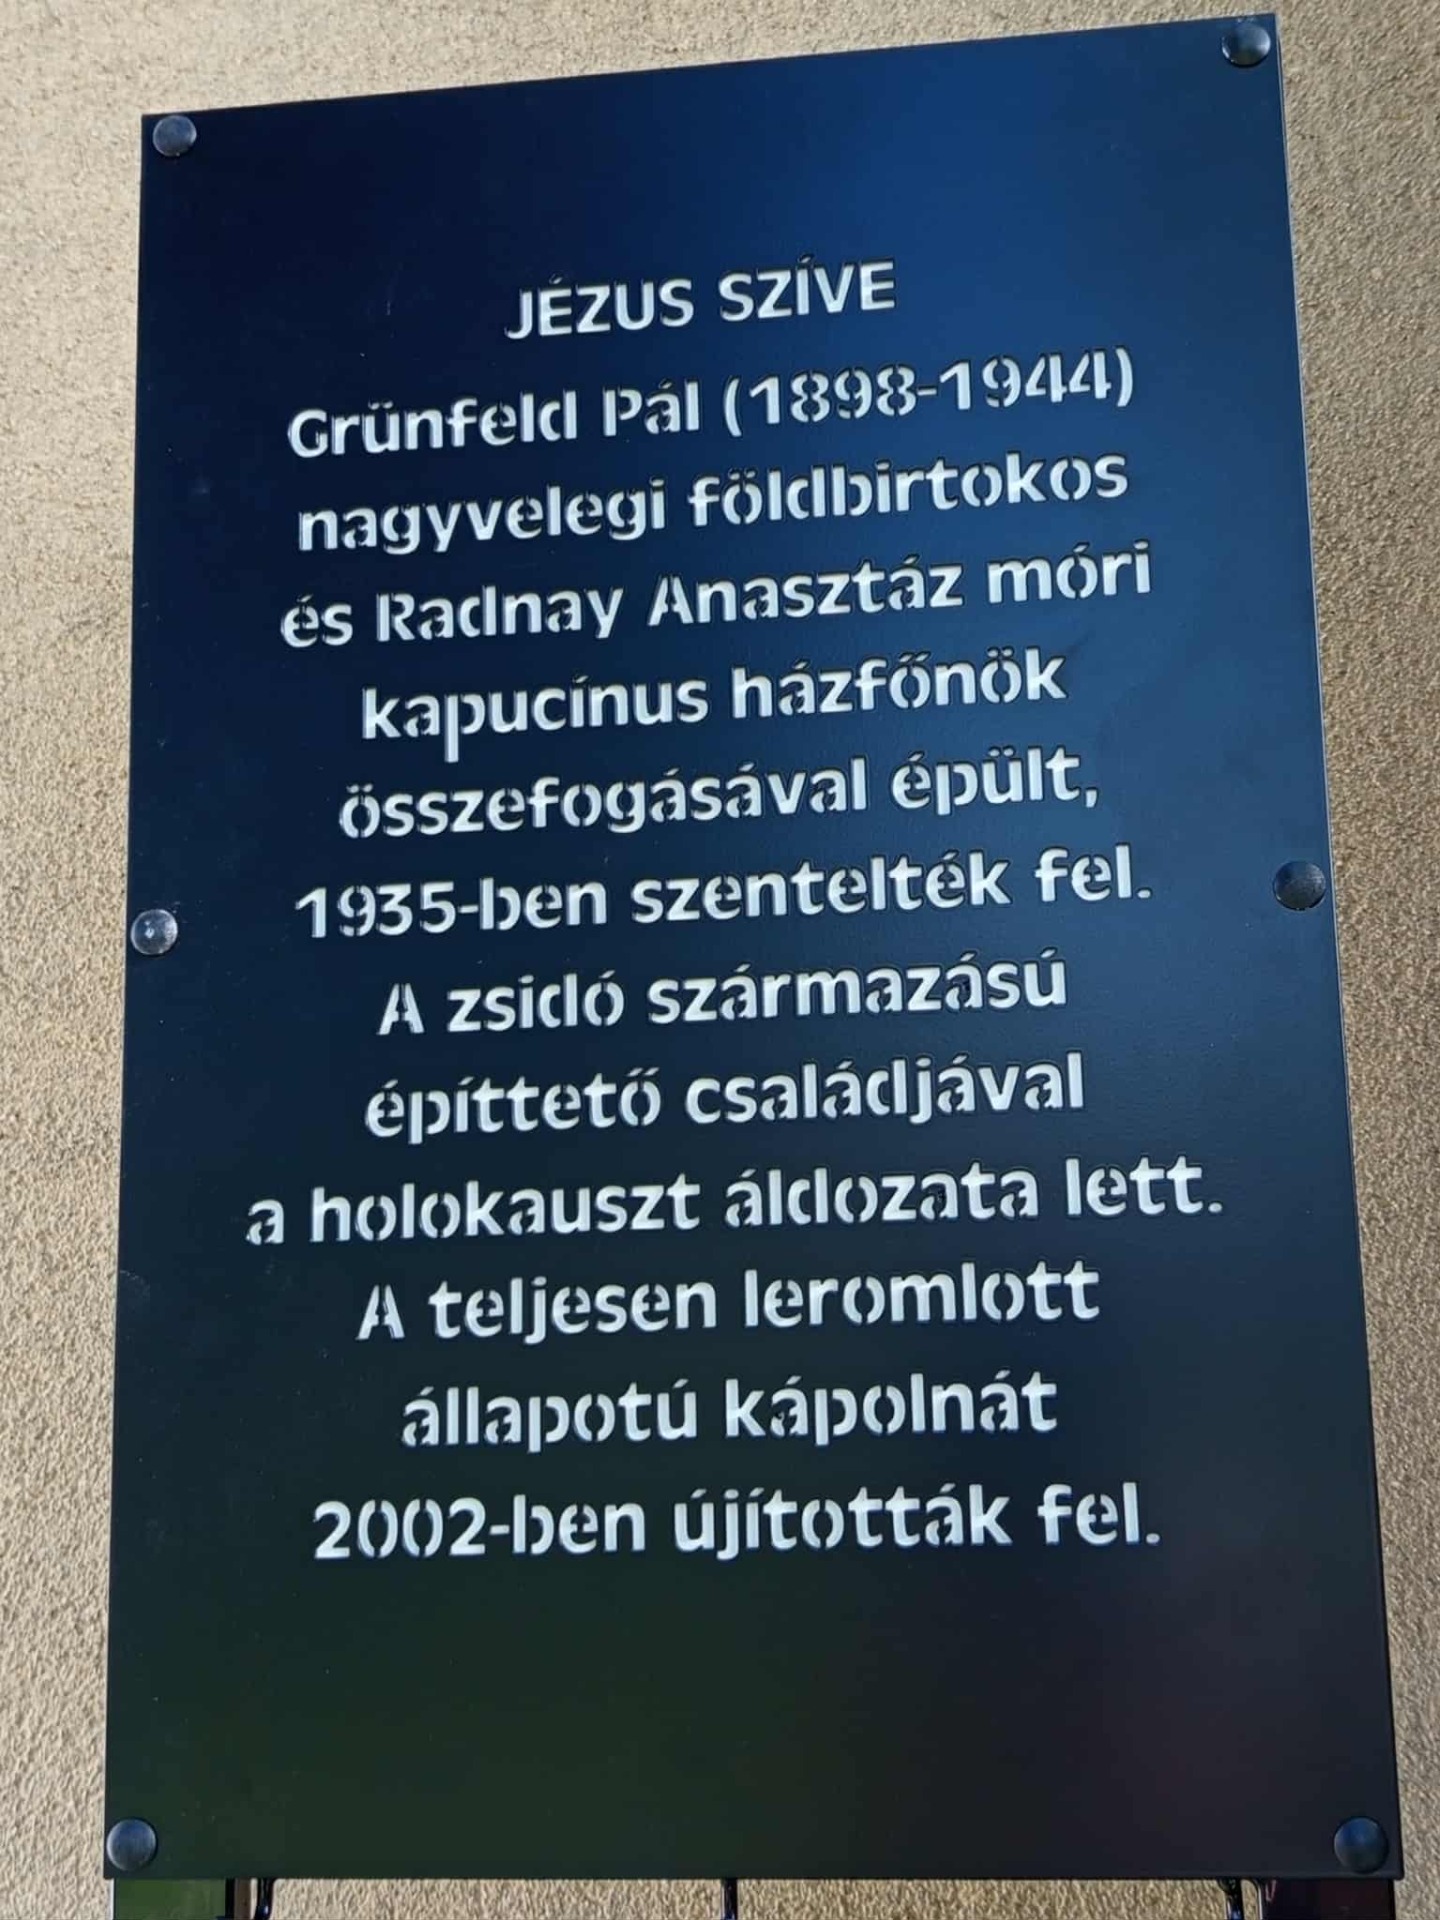 JÉZUS SZÍVE
Grünfeld Pál (1898-1944)
nagyvelegi földbirtokos
és Radnay Anasztáz móri
kapucínus házfőnök
összefogásával épült,
1935-ben szentelték fel.
A zsidó származású
építtető családjával
a holokauszt áldozata lett.
A teljesen leromlott
állapotú kápolnát
2002-ben újították fel.